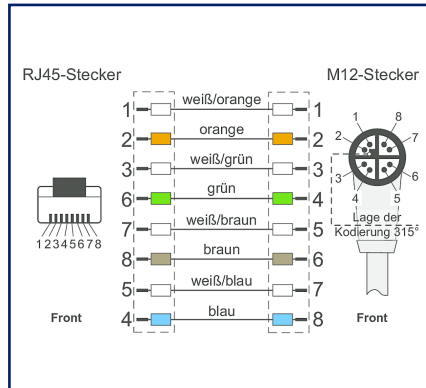 RJ45-Stecker
M12-Stecker
1 weiß/orange 1
2 orange 2
3 weiß/grün 3
6 grün 4
7 weiß/braun 5
8 braun 6
5 weiß/blau 7
4 blau 8
12345678
Front
1 8
2 7
3 6
4 5
Lage der
Kodierung 315°
Front